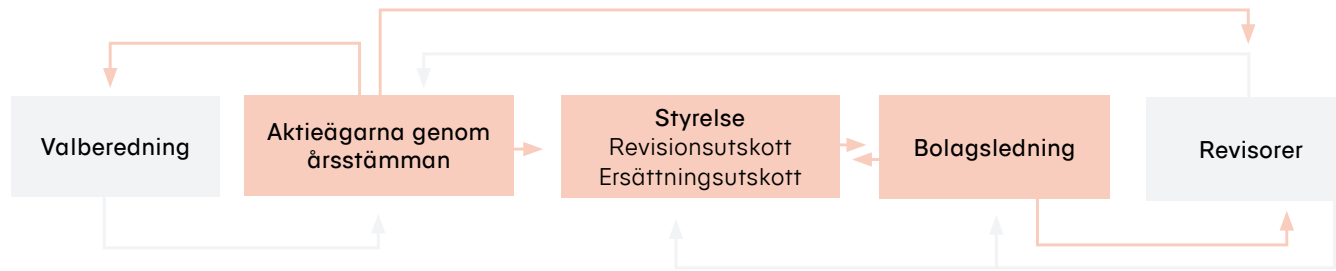 Valberedning
Aktieägarna genom
årsstämman
Styrelse
Revisionsutskott
Ersättningsutskott
Bolagsledning
Revisorer